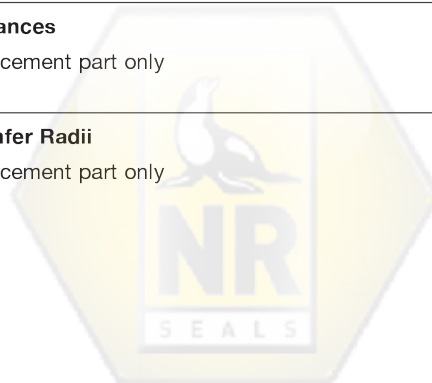 ances
cement part only
nfer Radii
cement part only
NR
SEALS